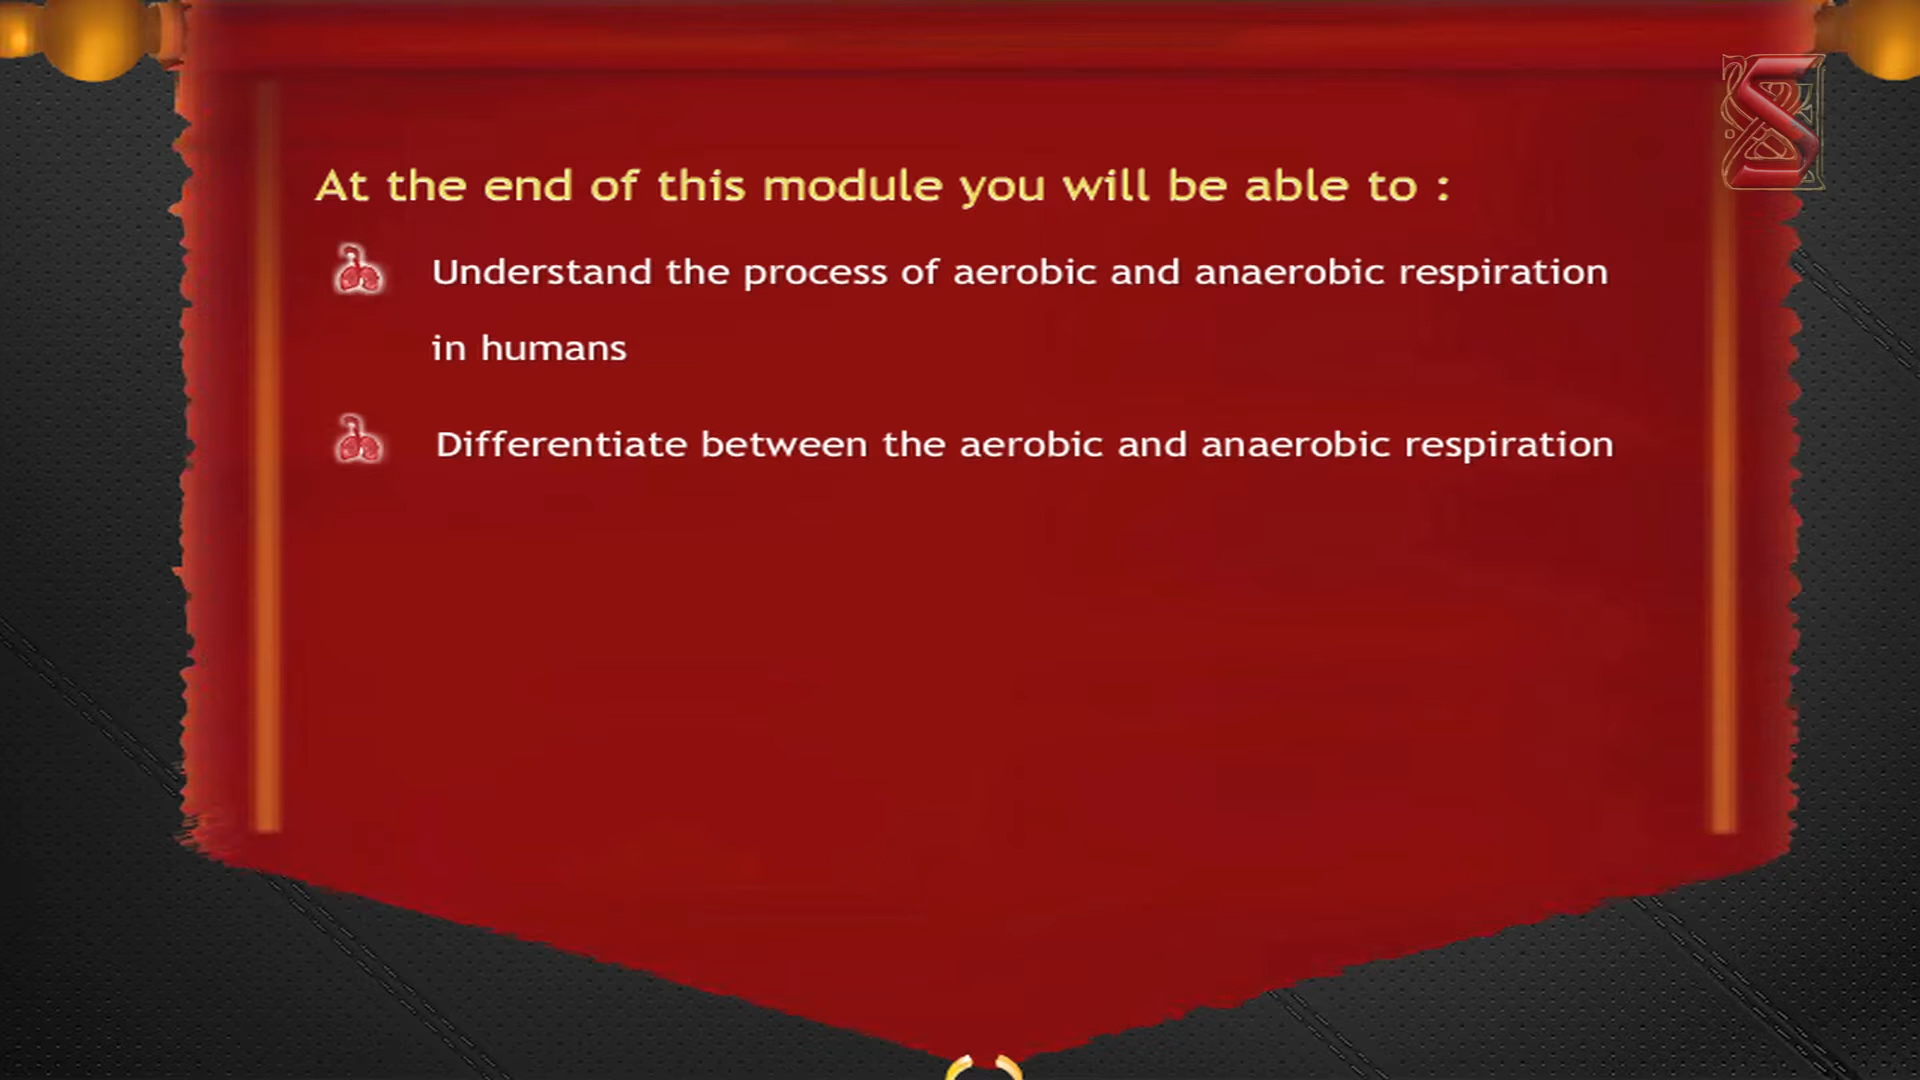 At the end of this module you will be able to :
Understand the process of aerobic and anaerobic respiration
in humans
Differentiate between the aerobic and anaerobic respiration